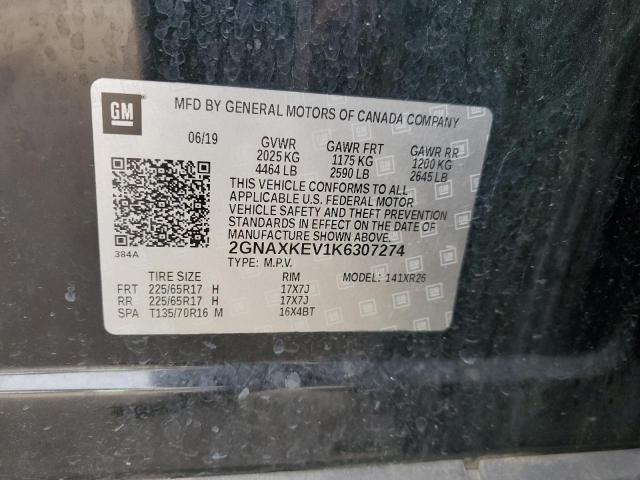 GM
MFD BY GENERAL MOTORS OF CANADA COMPANY
06/19 GVWR GAWR FRT GAWR RR
2025 KG 1175 KG 1200 KG
4464 LB 2590 LB 2645 LB
THIS VEHICLE CONFORMS TO ALL
APPLICABLE U.S. FEDERAL MOTOR
VEHICLE SAFETY AND THEFT PREVENTION
STANDARDS IN EFFECT ON THE DATE OF
MANUFACTURE SHOWN ABOVE.
384A 2GNAXKEV1K6307274
TYPE: M.P.V. MODEL: 141XR26
TIRE SIZE RIM
FRT 225/65R17 H 17X7J
RR 225/65R17 H 17X7J
SPA T135/70R16 M 16X4BT